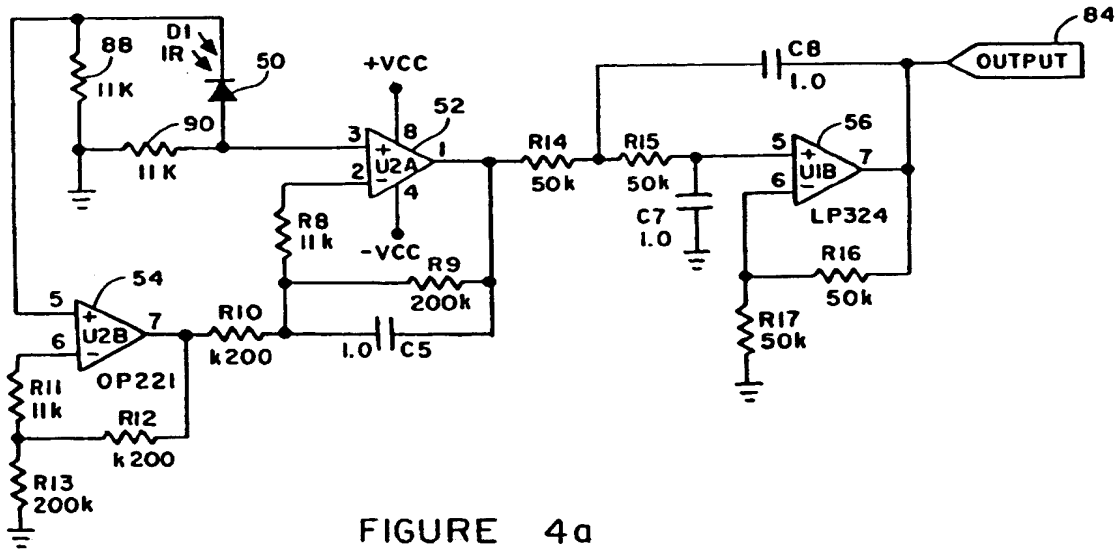 84
88
11K
D1
IR
50
+VCC
C8
1.0
OUTPUT
90
11K
3
+
2
-
U2A
8
1
4
52
R14
50k
R15
50k
5
+
6
-
U1B
7
56
LP324
C7
1.0
R8
11k
-VCC
R9
200k
R16
50k
54
5
+
6
-
U2B
7
OP221
R10
k200
1.0
C5
R17
50k
R11
11k
R12
k200
R13
200k
FIGURE 4a